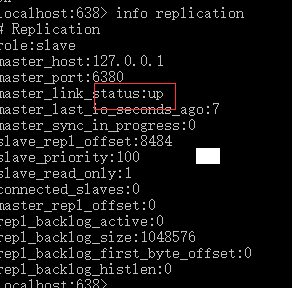 localhost:638> info replication
# Replication
role:slave
master_host:127.0.0.1
master_port:6380
master_link_status:up
master_last_io_seconds_ago:7
master_sync_in_progress:0
slave_repl_offset:8484
slave_priority:100
slave_read_only:1
connected_slaves:0
master_repl_offset:0
repl_backlog_active:0
repl_backlog_size:1048576
repl_backlog_first_byte_offset:0
repl_backlog_histlen:0
localhost:638>